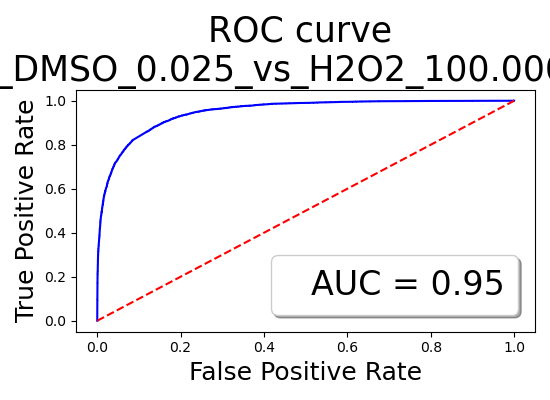 ROC curve
_DMSO_0.025_vs_H2O2_100.000
True Positive Rate
1.0
0.8
0.6
0.4
0.2
0.0
AUC = 0.95
0.0 0.2 0.4 0.6 0.8 1.0
False Positive Rate